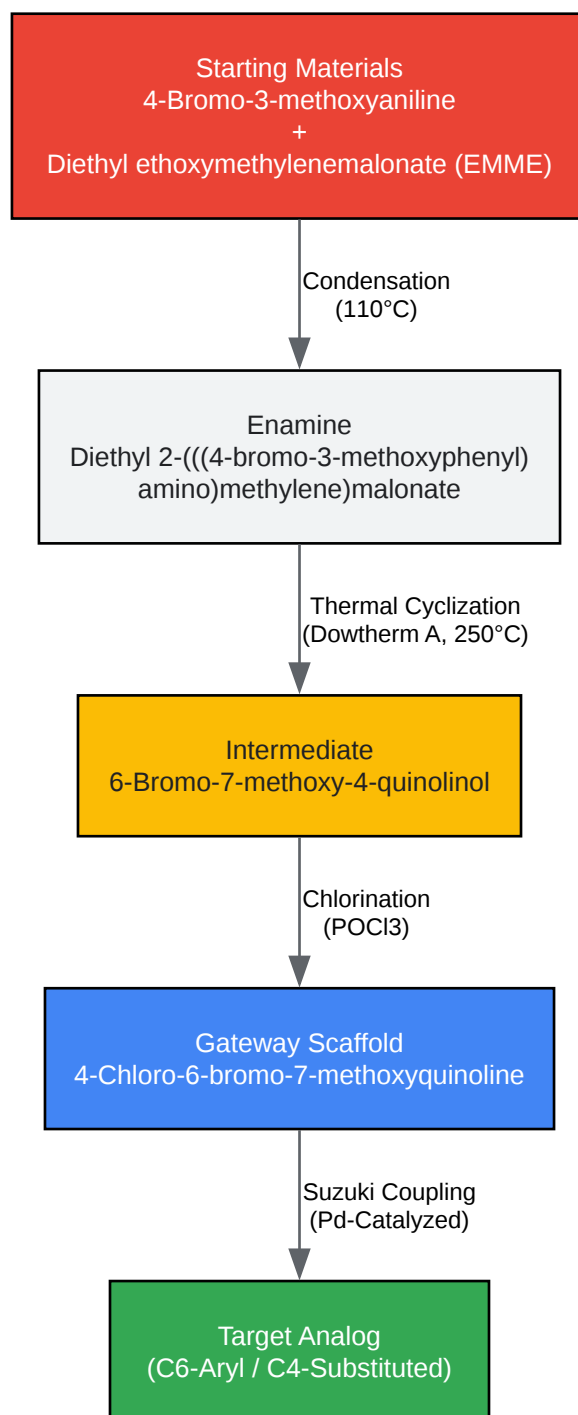 Starting Materials
4-Bromo-3-methoxyaniline
+
Diethyl ethoxymethylenemalonate (EMME)
Condensation
(110°C)
Enamine
Diethyl 2-(((4-bromo-3-methoxyphenyl)
amino)methylene)malonate
Thermal Cyclization
(Dowtherm A, 250°C)
Intermediate
6-Bromo-7-methoxy-4-quinolinol
Chlorination
(POCl3)
Gateway Scaffold
4-Chloro-6-bromo-7-methoxyquinoline
Suzuki Coupling
(Pd-Catalyzed)
Target Analog
(C6-Aryl / C4-Substituted)